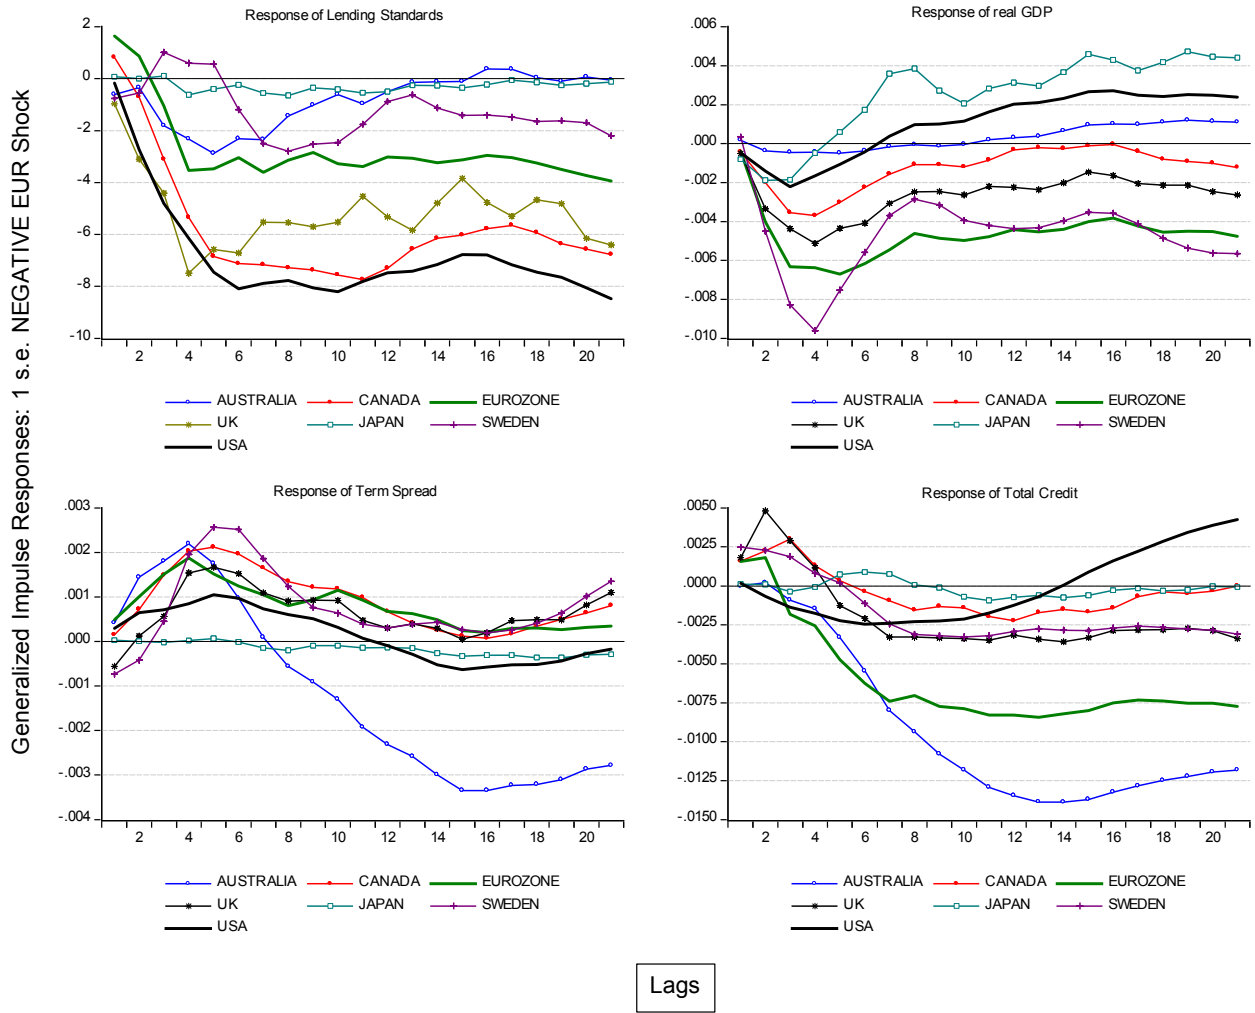 Generalized Impulse Responses: 1 s.e. NEGATIVE EUR Shock
Response of Lending Standards
2
0
-2
-4
-6
-8
-10
2 4 6 8 10 12 14 16 18 20
AUSTRALIA CANADA EUROZONE
UK JAPAN SWEDEN
USA
Response of real GDP
.006
.004
.002
.000
-.002
-.004
-.006
-.008
-.010
2 4 6 8 10 12 14 16 18 20
AUSTRALIA CANADA EUROZONE
UK JAPAN SWEDEN
USA
Response of Term Spread
.003
.002
.001
.000
-.001
-.002
-.003
-.004
2 4 6 8 10 12 14 16 18 20
AUSTRALIA CANADA EUROZONE
UK JAPAN SWEDEN
USA
Response of Total Credit
.0050
.0025
.0000
-.0025
-.0050
-.0075
-.0100
-.0125
-.0150
2 4 6 8 10 12 14 16 18 20
AUSTRALIA CANADA EUROZONE
UK JAPAN SWEDEN
USA
Lags